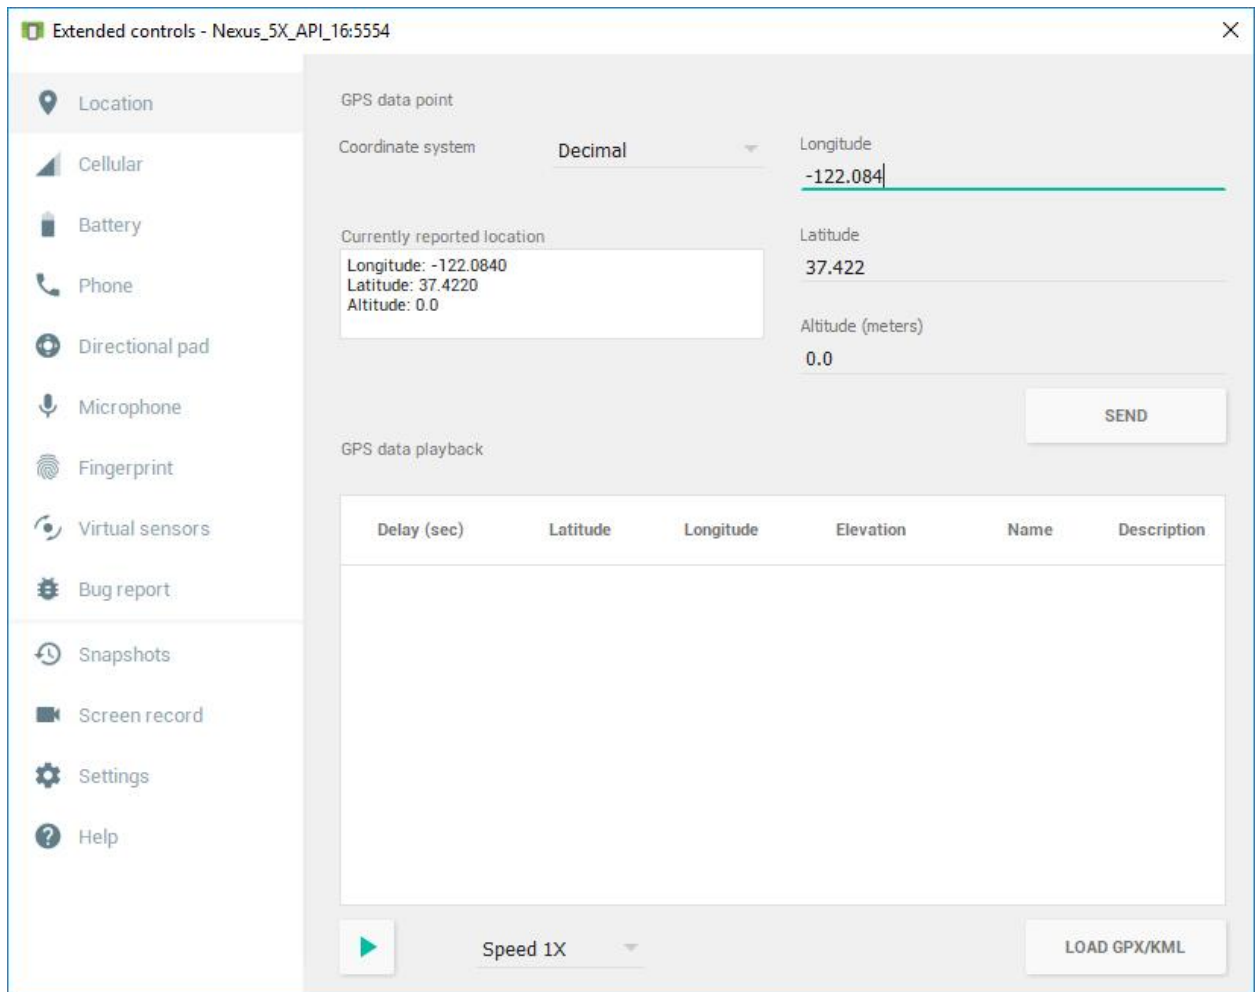 Extended controls - Nexus_5X_API_16:5554
Location
Cellular
Battery
Phone
Directional pad
Microphone
Fingerprint
Virtual sensors
Bug report
Snapshots
Screen record
Settings
Help
GPS data point
Coordinate system
Decimal
Longitude
-122.084
Currently reported location
Longitude: -122.0840
Latitude: 37.4220
Altitude: 0.0
Latitude
37.422
Altitude (meters)
0.0
SEND
GPS data playback
Delay (sec) Latitude Longitude Elevation Name Description
Speed 1X
LOAD GPX/KML